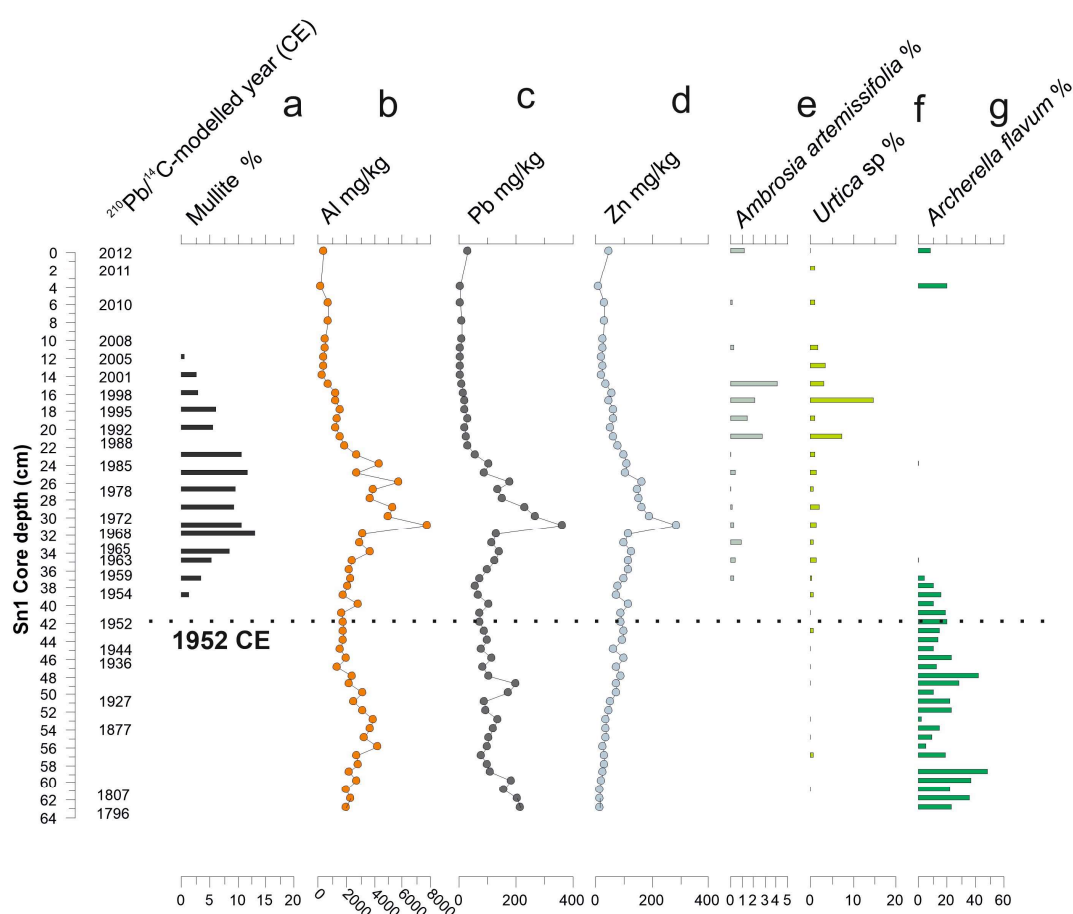 ²¹⁰Pb/¹⁴C-modelled year (CE)
a
Mullite %
b
Al mg/kg
c
Pb mg/kg
d
Zn mg/kg
e
Ambrosia artemissifolia %
f
Urtica sp %
g
Archerella flavum %
Sn1 Core depth (cm)
0
2
4
6
8
10
12
14
16
18
20
22
24
26
28
30
32
34
36
38
40
42
44
46
48
50
52
54
56
58
60
62
64
2012
2011
2010
2008
2005
2001
1998
1995
1992
1988
1985
1978
1972
1968
1965
1963
1959
1954
1952
1944
1936
1927
1877
1807
1796
1952 CE
0 5 10 15 20
0 2000 4000 6000 8000
0 200 400
0 200 400
0 1 2 3 4 5
0 10 20
0 20 40 60